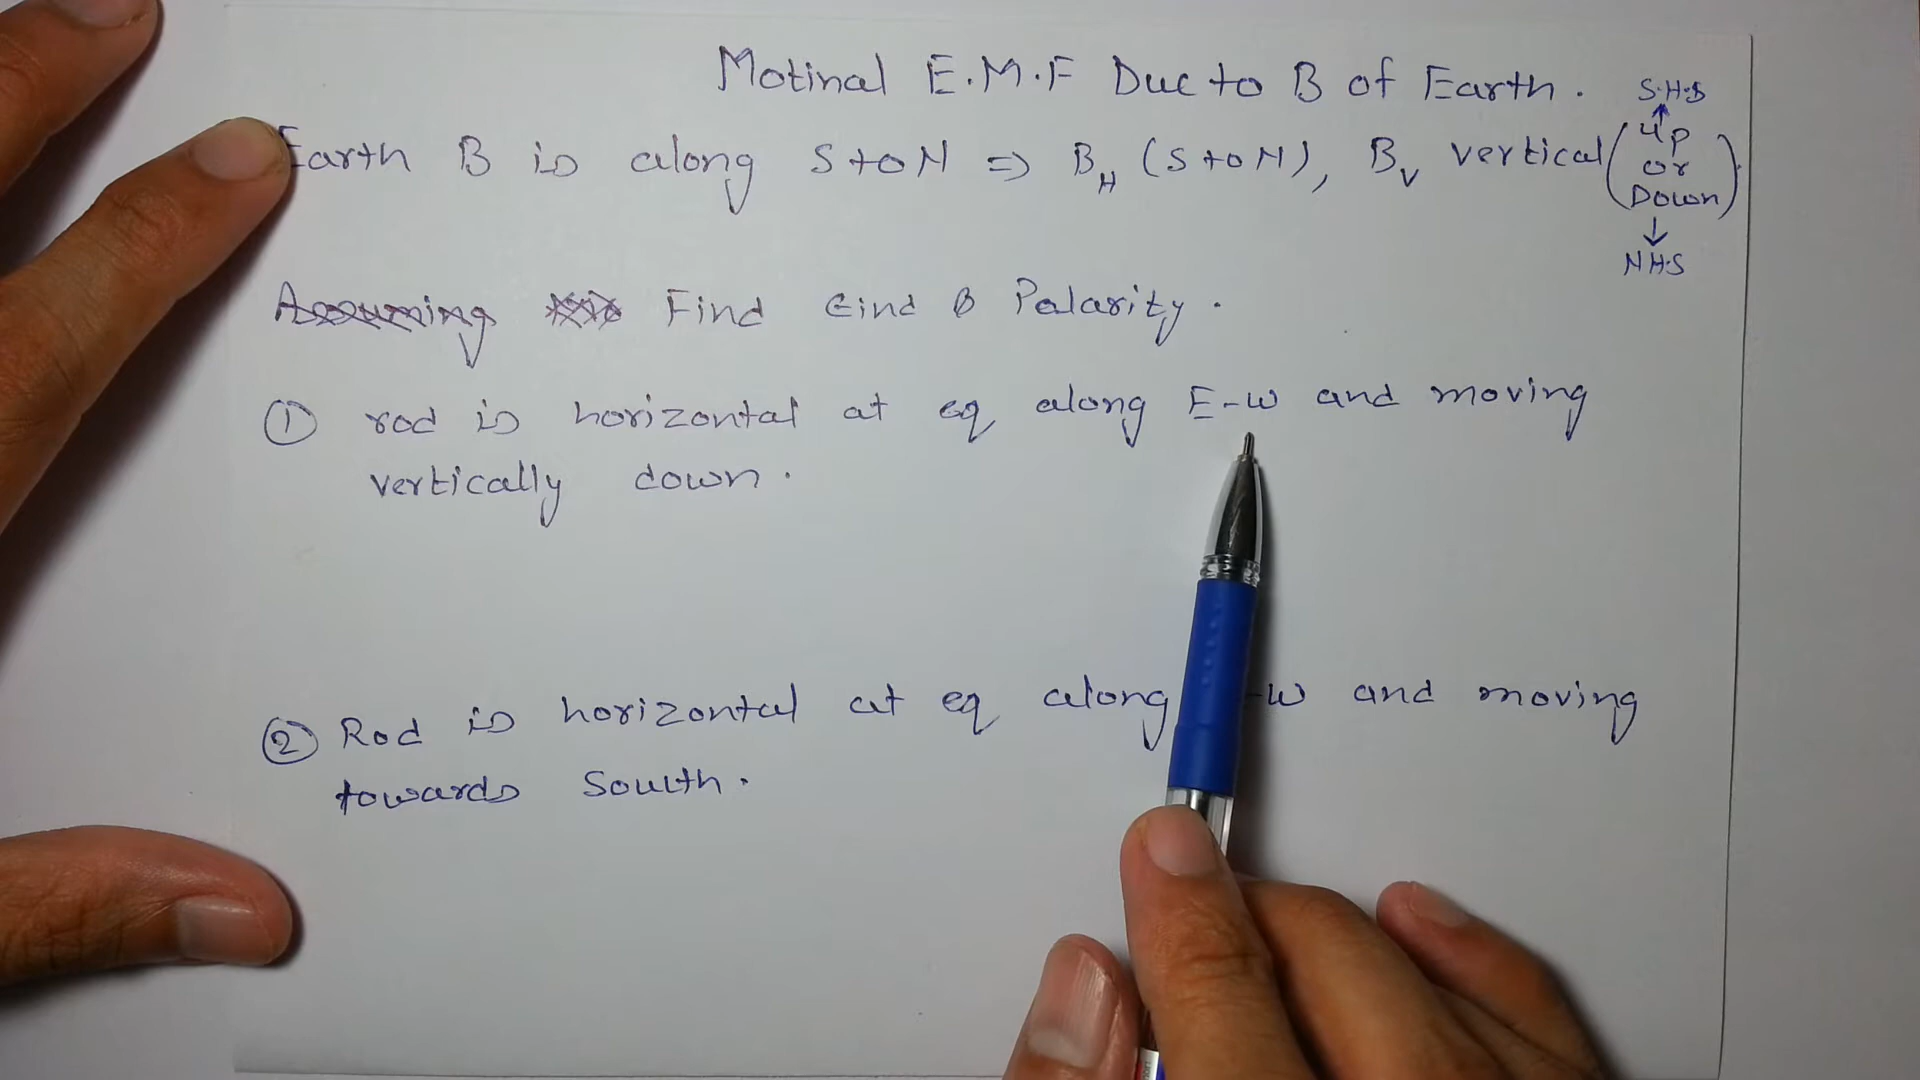 Motinal E.M.F Due to B of Earth.
Earth B is along S to N ⇒ B_H (S to N), B_V vertical (Up or Down)
S.H.S
NHS
Assuming Find Eind & Polarity.
① rod is horizontal at eq along E-W and moving
vertically down.
② Rod is horizontal at eq along -W and moving
towards South.